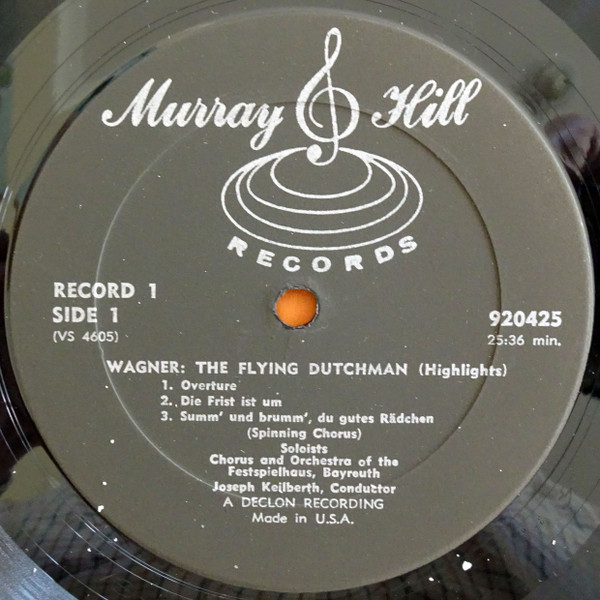 Murray Hill
RECORDS
RECORD 1
SIDE 1
(VS 4605)
920425
25:36 min.
WAGNER: THE FLYING DUTCHMAN (Highlights)
1. Overture
2. Die Frist ist um
3. Summ' und brumm', du gutes Rädchen
(Spinning Chorus)
Soloists
Chorus and Orchestra of the
Festspielhaus, Bayreuth
Joseph Keilberth, Conductor
A DECLON RECORDING
Made in U.S.A.